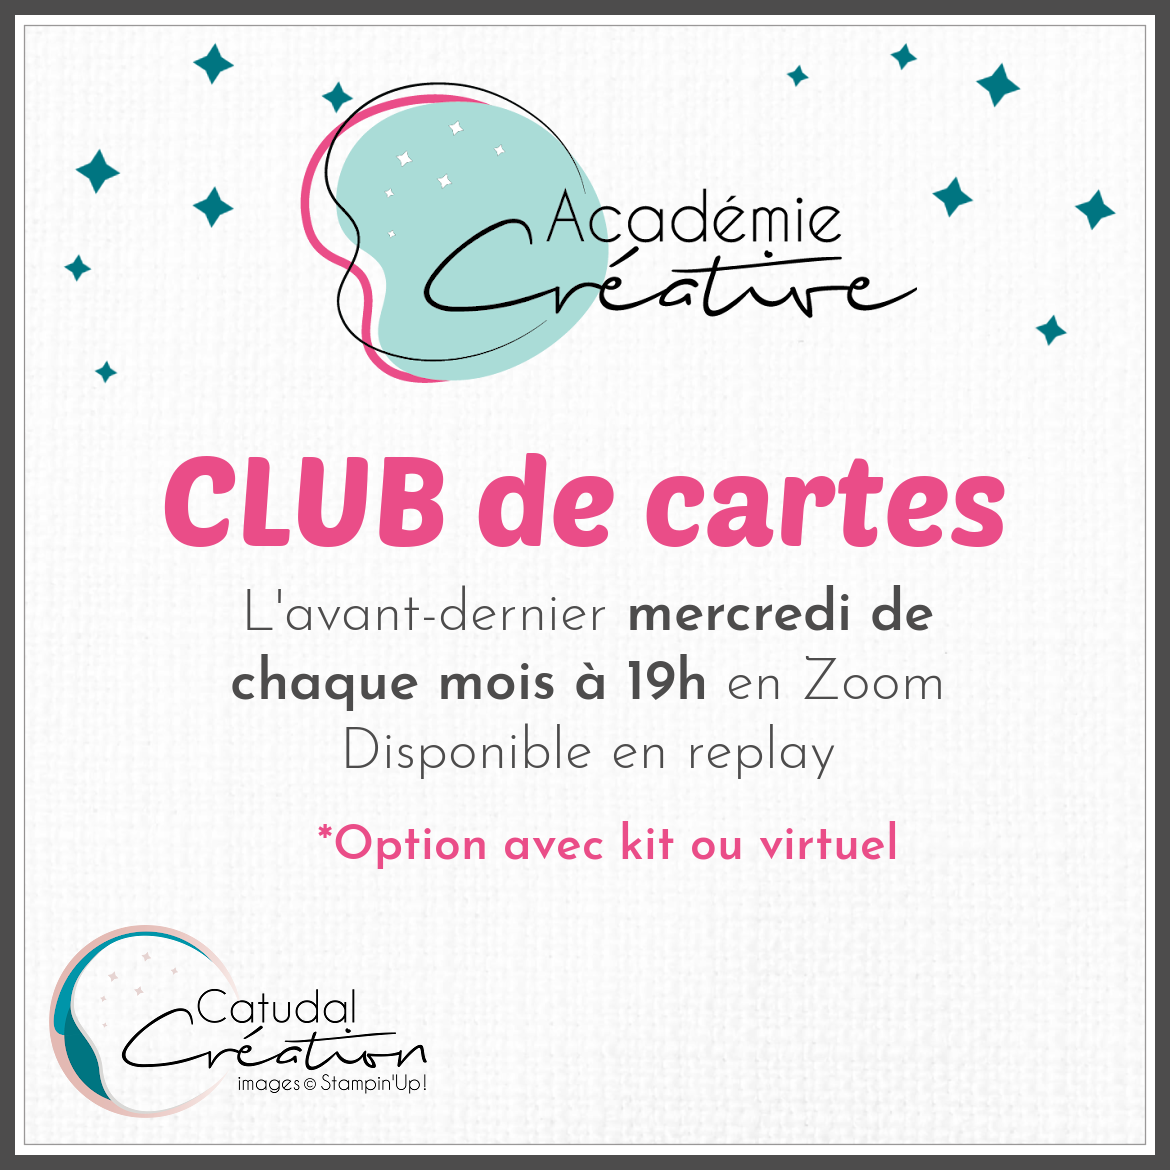 Académie
Créative
CLUB de cartes
L'avant-dernier mercredi de
chaque mois à 19h en Zoom
Disponible en replay
*Option avec kit ou virtuel
Catudal
Création
images © Stampin'Up!